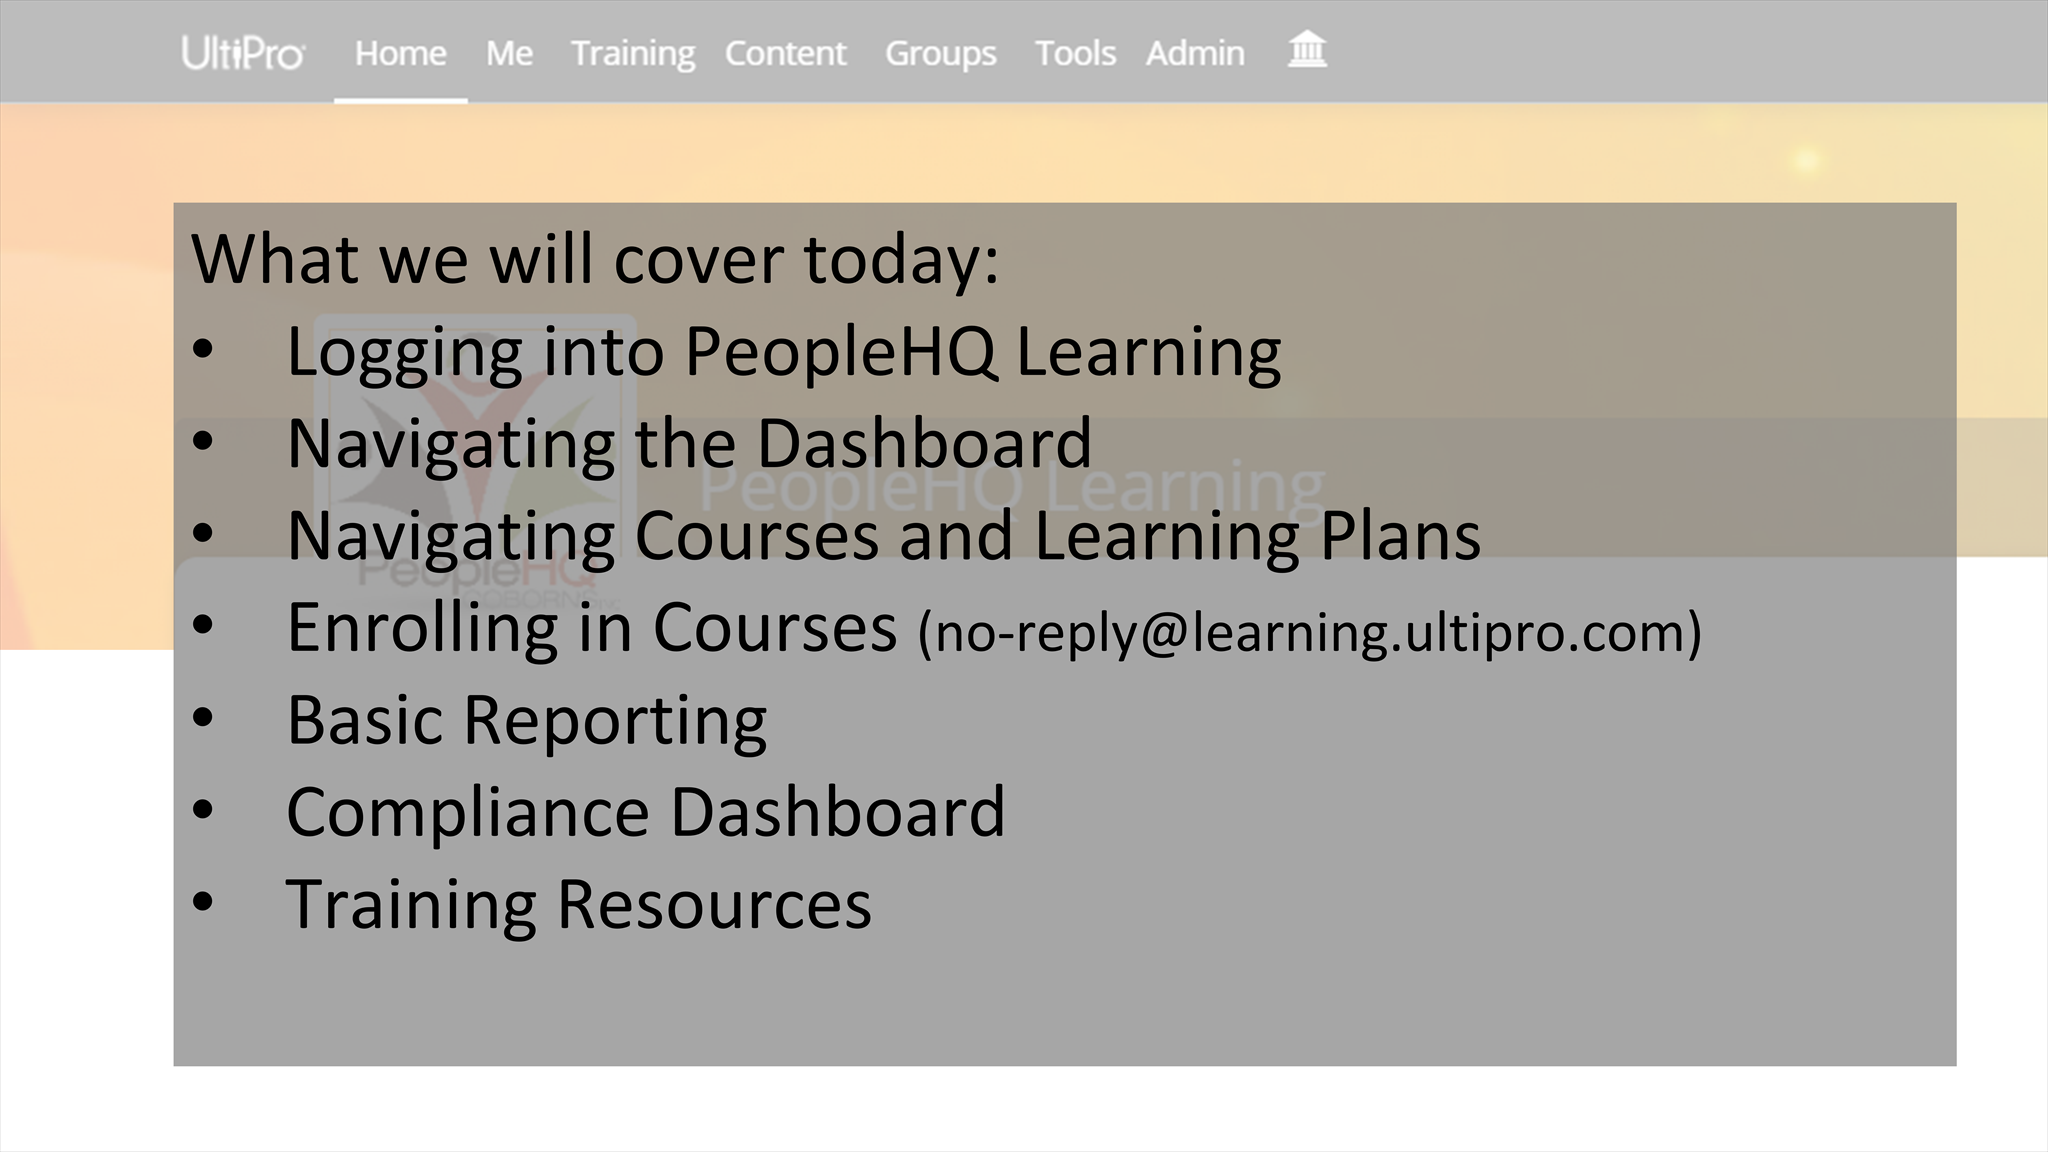 UltiPro Home Me Training Content Groups Tools Admin
What we will cover today:
• Logging into PeopleHQ Learning
• Navigating the Dashboard
PeopleHQ Learning
• Navigating Courses and Learning Plans
PeopleHQ
COBORN'S INC
• Enrolling in Courses (no-reply@learning.ultipro.com)
• Basic Reporting
• Compliance Dashboard
• Training Resources